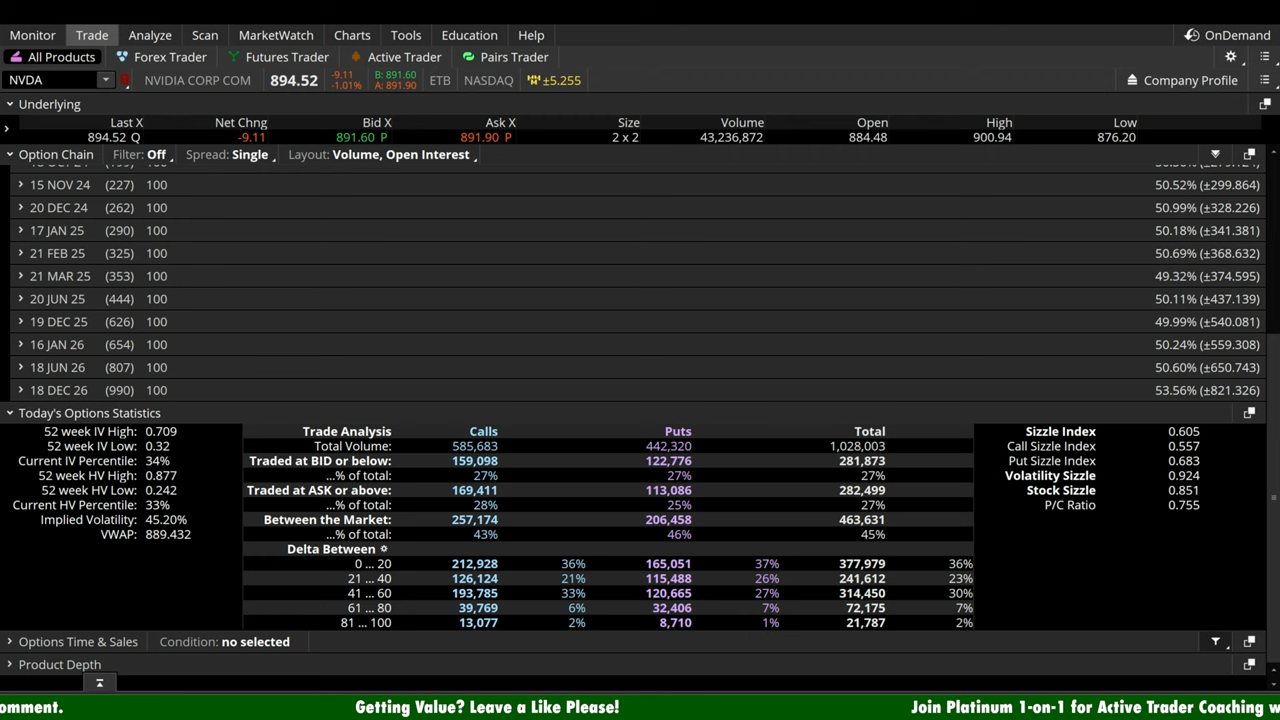 Monitor Trade Analyze Scan MarketWatch Charts Tools Education Help OnDemand
All Products Forex Trader Futures Trader Active Trader Pairs Trader
NVDA NVIDIA CORP COM 894.52 -9.11 -1.01% B: 891.60 A: 891.90 ETB NASDAQ ±5.255 Company Profile
Underlying
Last X Net Chng Bid X Ask X Size Volume Open High Low
894.52 Q -9.11 891.60 P 891.90 P 2 x 2 43,236,872 884.48 900.94 876.20
Option Chain Filter: Off Spread: Single Layout: Volume, Open Interest
15 NOV 24 (227) 100 50.52% (±299.864)
20 DEC 24 (262) 100 50.99% (±328.226)
17 JAN 25 (290) 100 50.18% (±341.381)
21 FEB 25 (325) 100 50.69% (±368.632)
21 MAR 25 (353) 100 49.32% (±374.595)
20 JUN 25 (444) 100 50.11% (±437.139)
19 DEC 25 (626) 100 49.99% (±540.081)
16 JAN 26 (654) 100 50.24% (±559.308)
18 JUN 26 (807) 100 50.60% (±650.743)
18 DEC 26 (990) 100 53.56% (±821.326)
Today's Options Statistics
52 week IV High: 0.709 Trade Analysis Calls Puts Total Sizzle Index 0.605
52 week IV Low: 0.32 Total Volume: 585,683 442,320 1,028,003 Call Sizzle Index 0.557
Current IV Percentile: 34% Traded at BID or below: 159,098 122,776 281,873 Put Sizzle Index 0.683
52 week HV High: 0.877 ...% of total: 27% 27% 27% Volatility Sizzle 0.924
52 week HV Low: 0.242 Traded at ASK or above: 169,411 113,086 282,499 Stock Sizzle 0.851
Current HV Percentile: 33% ...% of total: 28% 25% 27% P/C Ratio 0.755
Implied Volatility: 45.20% Between the Market: 257,174 206,458 463,631
VWAP: 889.432 ...% of total: 43% 46% 45%
Delta Between
0 ... 20 212,928 36% 165,051 37% 377,979 36%
21 ... 40 126,124 21% 115,488 26% 241,612 23%
41 ... 60 193,785 33% 120,665 27% 314,450 30%
61 ... 80 39,769 6% 32,406 7% 72,175 7%
81 ... 100 13,077 2% 8,710 1% 21,787 2%
Options Time & Sales Condition: no selected
Product Depth
omment. Getting Value? Leave a Like Please! Join Platinum 1-on-1 for Active Trader Coaching w